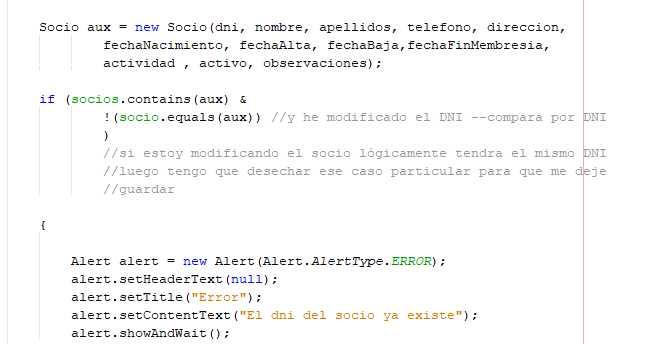 Socio aux = new Socio(dni, nombre, apellidos, telefono, direccion,
fechaNacimiento, fechaAlta, fechaBaja,fechaFinMembresia,
actividad , activo, observaciones);
if (socios.contains(aux) &
!(socio.equals(aux)) //y he modificado el DNI --compara por DNI
)
//si estoy modificando el socio lógicamente tendra el mismo DNI
//luego tengo que desechar ese caso particular para que me deje
//guardar
{
Alert alert = new Alert(Alert.AlertType.ERROR);
alert.setHeaderText(null);
alert.setTitle("Error");
alert.setContentText("El dni del socio ya existe");
alert.showAndWait();